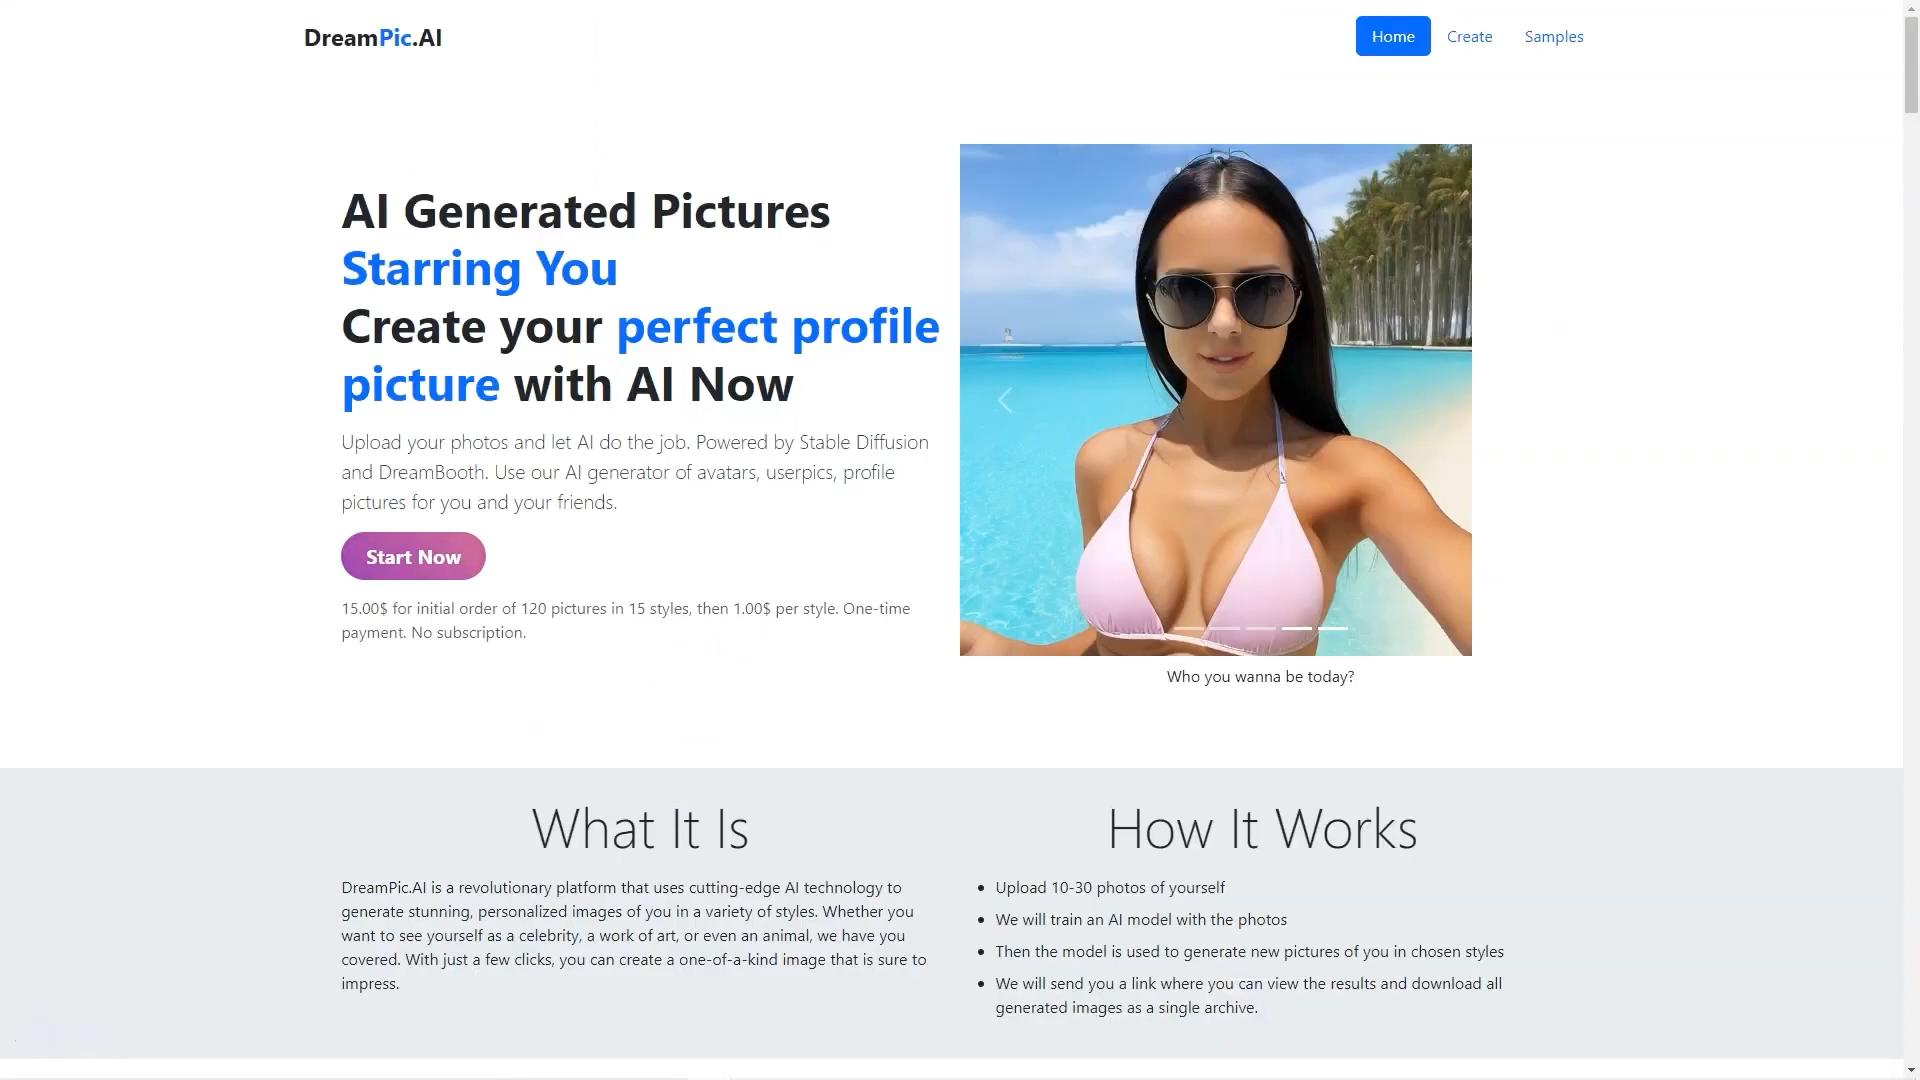 DreamPic.AI
Home
Create
Samples
AI Generated Pictures
Starring You
Create your perfect profile
picture with AI Now
Upload your photos and let AI do the job. Powered by Stable Diffusion
and DreamBooth. Use our AI generator of avatars, userpics, profile
pictures for you and your friends.
Start Now
15.00$ for initial order of 120 pictures in 15 styles, then 1.00$ per style. One-time
payment. No subscription.
Who you wanna be today?
What It Is
DreamPic.AI is a revolutionary platform that uses cutting-edge AI technology to
generate stunning, personalized images of you in a variety of styles. Whether you
want to see yourself as a celebrity, a work of art, or even an animal, we have you
covered. With just a few clicks, you can create a one-of-a-kind image that is sure to
impress.
How It Works
• Upload 10-30 photos of yourself
• We will train an AI model with the photos
• Then the model is used to generate new pictures of you in chosen styles
• We will send you a link where you can view the results and download all
generated images as a single archive.